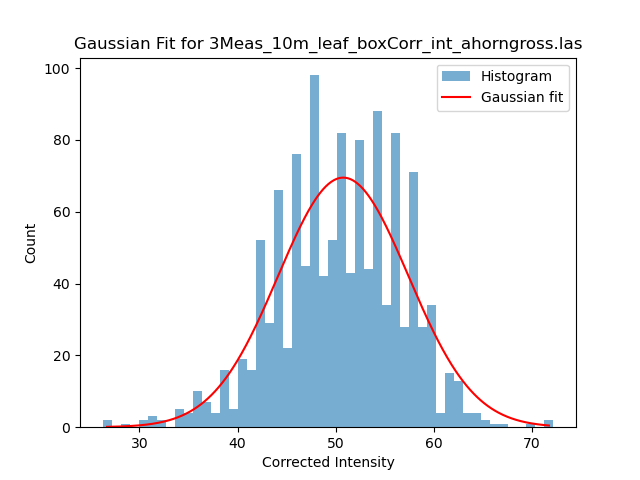 Gaussian Fit for 3Meas_10m_leaf_boxCorr_int_ahorngross.las
Histogram
Gaussian fit
100
80
60
40
20
0
Count
30 40 50 60 70
Corrected Intensity